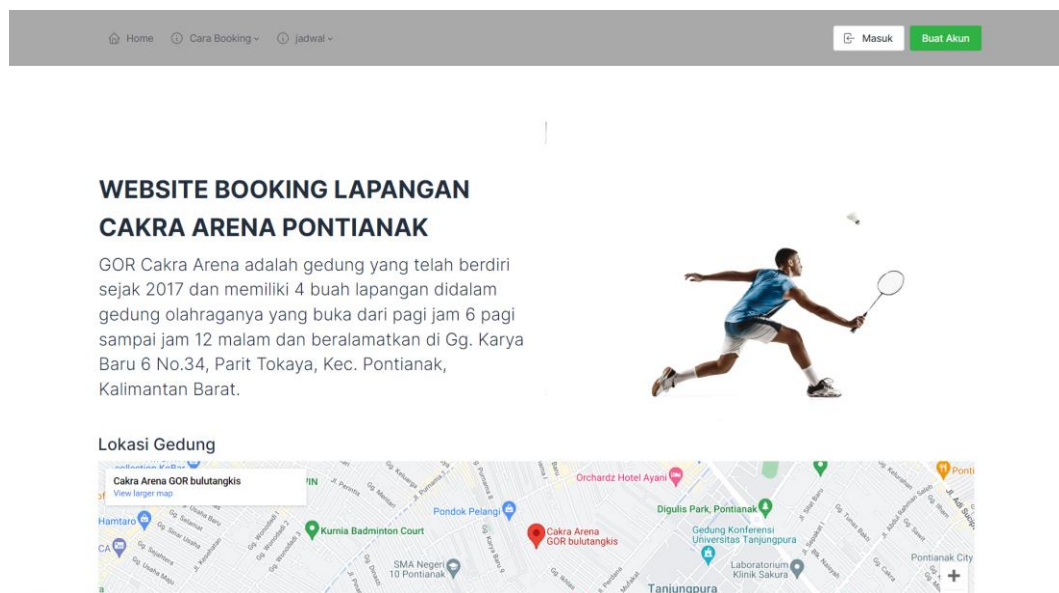 Home Cara Booking jadwal Masuk Buat Akun
WEBSITE BOOKING LAPANGAN
CAKRA ARENA PONTIANAK
GOR Cakra Arena adalah gedung yang telah berdiri
sejak 2017 dan memiliki 4 buah lapangan didalam
gedung olahraganya yang buka dari pagi jam 6 pagi
sampai jam 12 malam dan beralamatkan di Gg. Karya
Baru 6 No.34, Parit Tokaya, Kec. Pontianak,
Kalimantan Barat.
Lokasi Gedung
Cakra Arena GOR bulutangkis
View larger map
Orchardz Hotel Ayani
Hamtaro
Pondok Pelangi
Digulis Park, Pontianak
Kurnia Badminton Court
Cakra Arena
GOR bulutangkis
Gedung Konferensi
Universitas Tanjungpura
SMA Negeri
10 Pontianak
Laboratorium
Klinik Sakura
Pontianak City
Tanjungpura